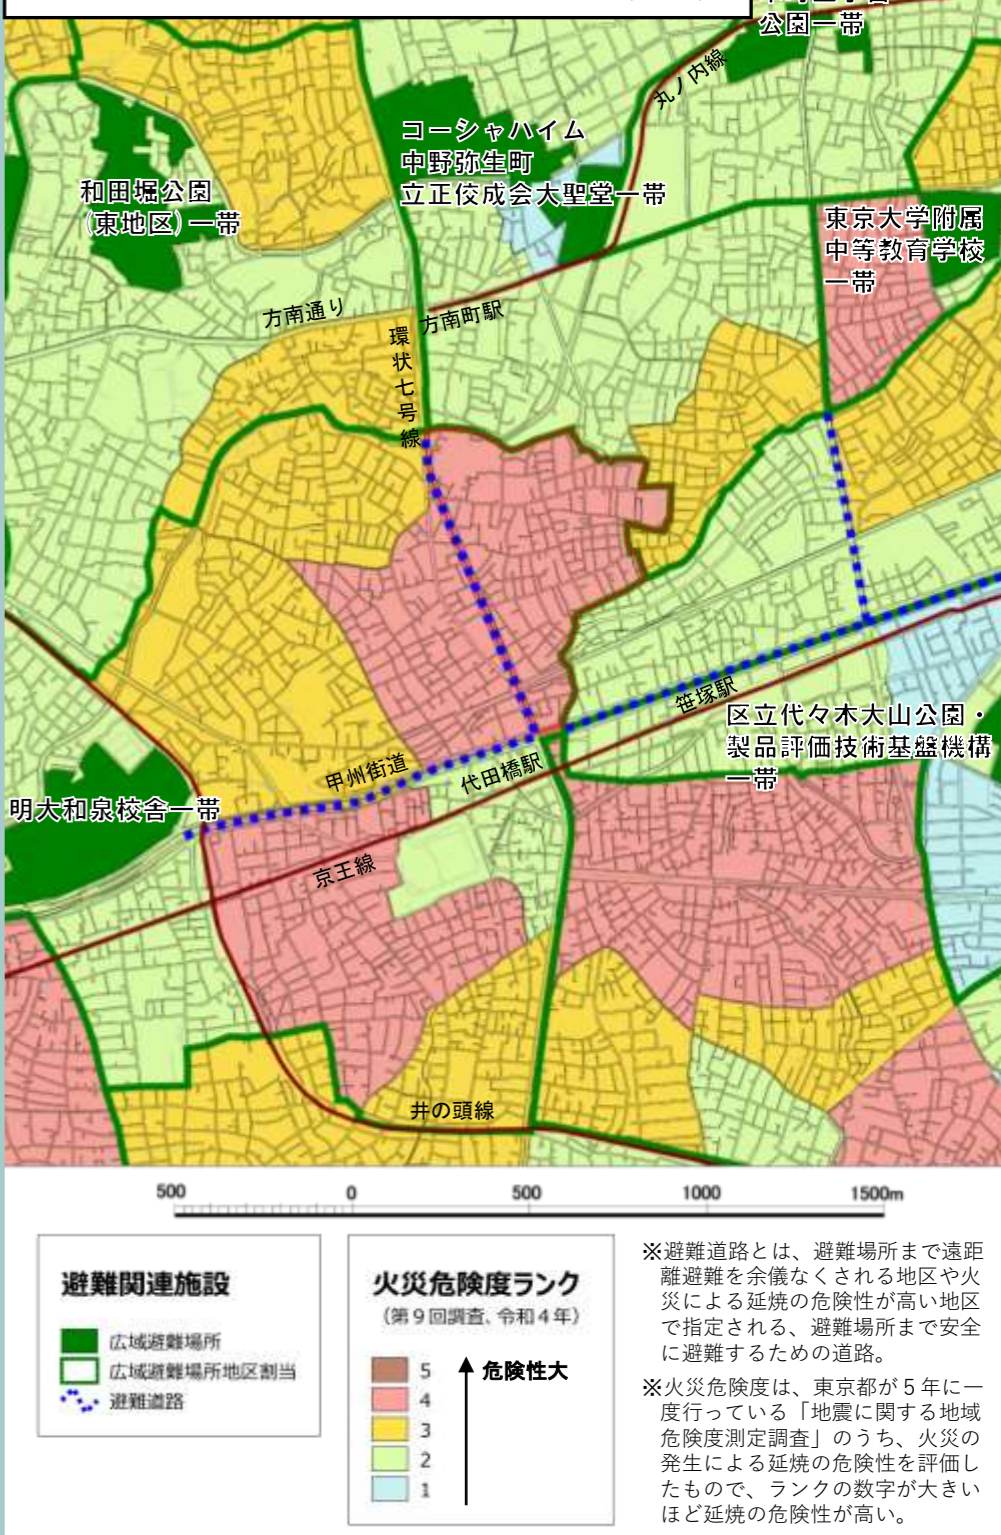 公園一帯
丸ノ内線
コーシャハイム
中野弥生町
立正佼成会大聖堂一帯
和田堀公園
（東地区）一帯
東京大学附属
中等教育学校
一帯
方南通り
方南町駅
環状七号線
笹塚駅
区立代々木大山公園・
製品評価技術基盤機構
一帯
甲州街道
代田橋駅
明大和泉校舎一帯
京王線
井の頭線
500 0 500 1000 1500m
避難関連施設
広域避難場所
広域避難場所地区割当
避難道路
火災危険度ランク
（第９回調査、令和４年）
5
4
3
2
1
危険性大
※避難道路とは、避難場所まで遠距
離避難を余儀なくされる地区や火
災による延焼の危険性が高い地区
で指定される、避難場所まで安全
に避難するための道路。
※火災危険度は、東京都が５年に一
度行っている「地震に関する地域
危険度測定調査」のうち、火災の
発生による延焼の危険性を評価し
たもので、ランクの数字が大きい
ほど延焼の危険性が高い。